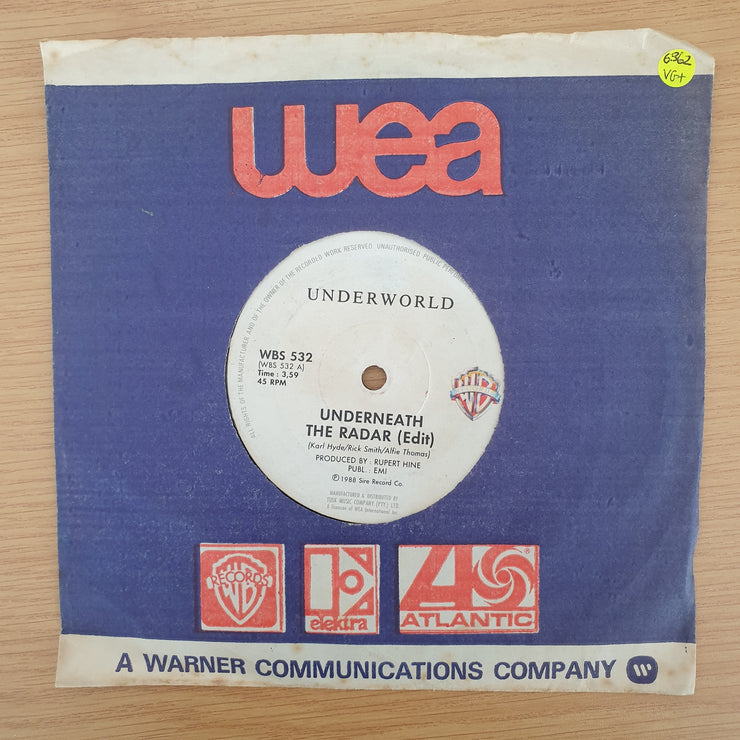 6362
VG+
wea
ALL RIGHTS OF THE MANUFACTURER AND OF THE OWNER OF THE RECORDED WORK RESERVED. UNAUTHORISED PUBLIC
UNDERWORLD
WBS 532
(WBS 532 A)
Time : 3,59
45 RPM
WB
UNDERNEATH
THE RADAR (Edit)
(Karl Hyde/Rick Smith/Alfie Thomas)
PRODUCED BY : RUPERT HINE
PUBL. : EMI
℗ 1988 Sire Record Co.
MANUFACTURED & DISTRIBUTED BY
TUSK MUSIC COMPANY (PTY.) LTD.
A Licensee of WEA International Inc.
RECORDS
WB
elektra
ATLANTIC
®
A WARNER COMMUNICATIONS COMPANY